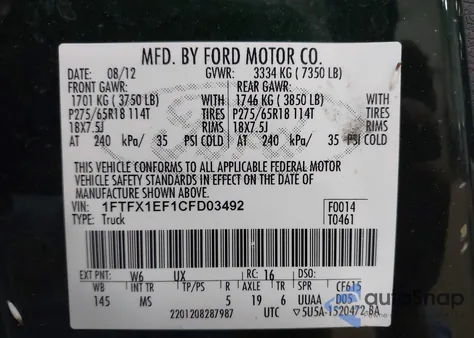 MFD. BY FORD MOTOR CO.
DATE: 08/12 GVWR: 3334 KG ( 7350 LB)
FRONT GAWR: REAR GAWR:
1701 KG ( 3750 LB) WITH 1746 KG ( 3850 LB) WITH
P275/65R18 114T TIRES P275/65R18 114T TIRES
18X7.5J RIMS 18X7.5J RIMS
AT 240 kPa/ 35 PSI COLD AT 240 kPa/ 35 PSI COLD
THIS VEHICLE CONFORMS TO ALL APPLICABLE FEDERAL MOTOR
VEHICLE SAFETY STANDARDS IN EFFECT ON THE DATE OF
MANUFACTURE SHOWN ABOVE.
VIN: 1FTFX1EF1CFD03492 F0014
TYPE: Truck T0461
EXT PNT: W6 UX RC: 16 DSO:
WB INT TR TP/PS R AXLE TR SPR CF615
145 MS 5 19 6 UUAA D05
2201208287987 UTC 5U5A-1520472-BA
autoSnap